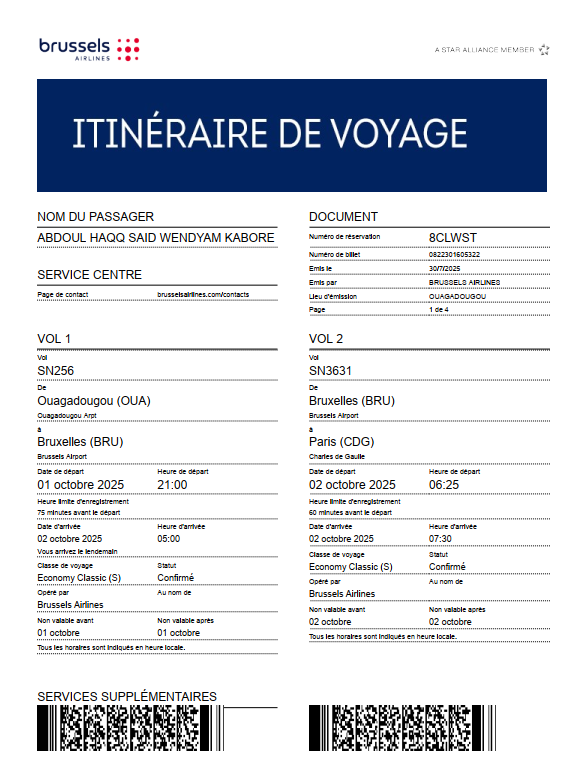 brussels
AIRLINES
A STAR ALLIANCE MEMBER
ITINÉRAIRE DE VOYAGE
NOM DU PASSAGER
ABDOUL HAQQ SAID WENDYAM KABORE
SERVICE CENTRE
Page de contact brusselsairlines.com/contacts
DOCUMENT
Numéro de réservation 8CLWST
Numéro de billet 0822301605322
Emis le 30/7/2025
Emis par BRUSSELS AIRLINES
Lieu d'émission OUAGADOUGOU
Page 1 de 4
VOL 1
Vol
SN256
De
Ouagadougou (OUA)
Ouagadougou Arpt
à
Bruxelles (BRU)
Brussels Airport
Date de départ Heure de départ
01 octobre 2025 21:00
Heure limite d'enregistrement
75 minutes avant le départ
Date d'arrivée Heure d'arrivée
02 octobre 2025 05:00
Vous arrivez le lendemain
Classe de voyage Statut
Economy Classic (S) Confirmé
Opéré par Au nom de
Brussels Airlines
Non valable avant Non valable après
01 octobre 01 octobre
Tous les horaires sont indiqués en heure locale.
VOL 2
Vol
SN3631
De
Bruxelles (BRU)
Brussels Airport
à
Paris (CDG)
Charles de Gaulle
Date de départ Heure de départ
02 octobre 2025 06:25
Heure limite d'enregistrement
60 minutes avant le départ
Date d'arrivée Heure d'arrivée
02 octobre 2025 07:30
Classe de voyage Statut
Economy Classic (S) Confirmé
Opéré par Au nom de
Brussels Airlines
Non valable avant Non valable après
02 octobre 02 octobre
Tous les horaires sont indiqués en heure locale.
SERVICES SUPPLÉMENTAIRES